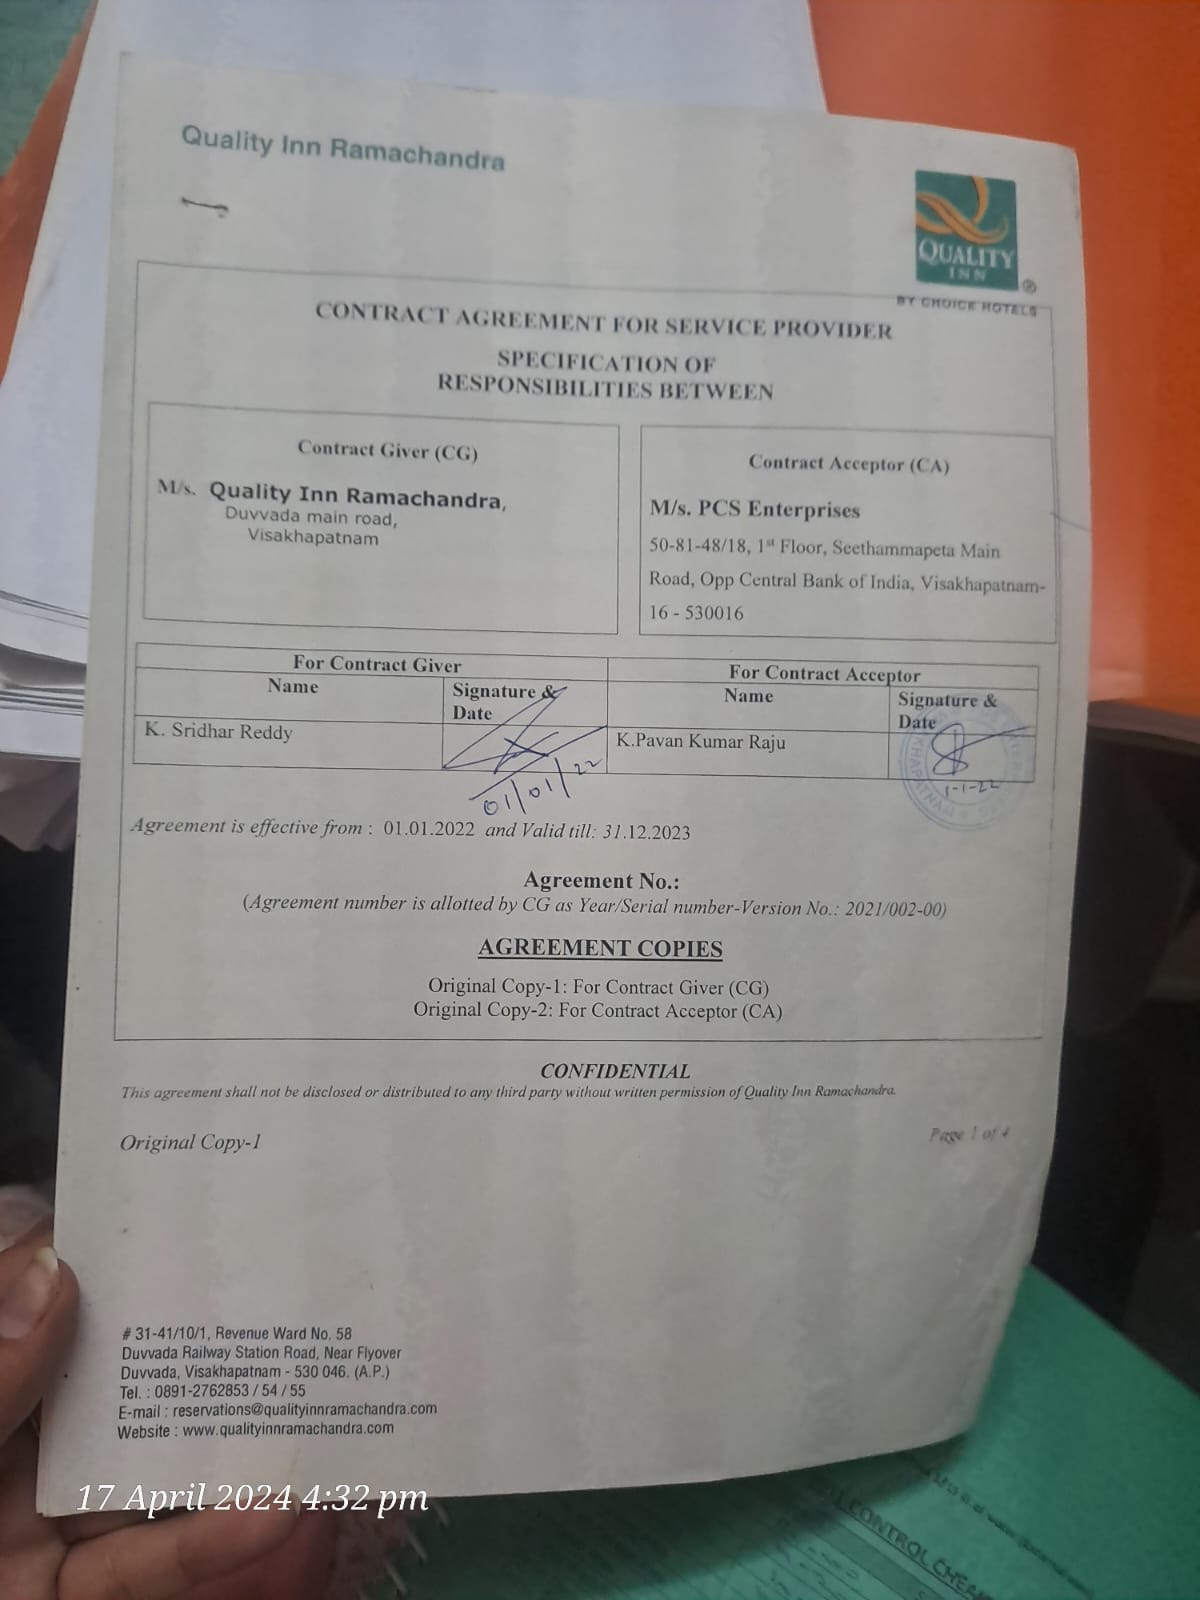 Quality Inn Ramachandra
QUALITY
INN
®
BY CHOICE HOTELS
CONTRACT AGREEMENT FOR SERVICE PROVIDER
SPECIFICATION OF
RESPONSIBILITIES BETWEEN
Contract Giver (CG)
M/s. Quality Inn Ramachandra,
Duvvada main road,
Visakhapatnam
Contract Acceptor (CA)
M/s. PCS Enterprises
50-81-48/18, 1st Floor, Seethammapeta Main
Road, Opp Central Bank of India, Visakhapatnam-
16 - 530016
For Contract Giver
For Contract Acceptor
Name
Signature &
Date
Name
Signature &
Date
K. Sridhar Reddy
01/01/22
K.Pavan Kumar Raju
1-1-22
Agreement is effective from : 01.01.2022 and Valid till: 31.12.2023
Agreement No.:
(Agreement number is allotted by CG as Year/Serial number-Version No.: 2021/002-00)
AGREEMENT COPIES
Original Copy-1: For Contract Giver (CG)
Original Copy-2: For Contract Acceptor (CA)
CONFIDENTIAL
This agreement shall not be disclosed or distributed to any third party without written permission of Quality Inn Ramachandra.
Original Copy-1
Page 1 of 4
# 31-41/10/1, Revenue Ward No. 58
Duvvada Railway Station Road, Near Flyover
Duvvada, Visakhapatnam - 530 046. (A.P.)
Tel. : 0891-2762853 / 54 / 55
E-mail : reservations@qualityinnramachandra.com
Website : www.qualityinnramachandra.com
17 April 2024 4:32 pm
CONTROL